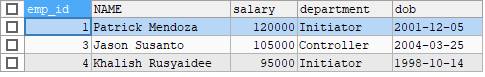 emp_id NAME salary department dob
1 Patrick Mendoza 120000 Initiator 2001-12-05
3 Jason Susanto 105000 Controller 2004-03-25
4 Khalish Rusyaidee 95000 Initiator 1998-10-14